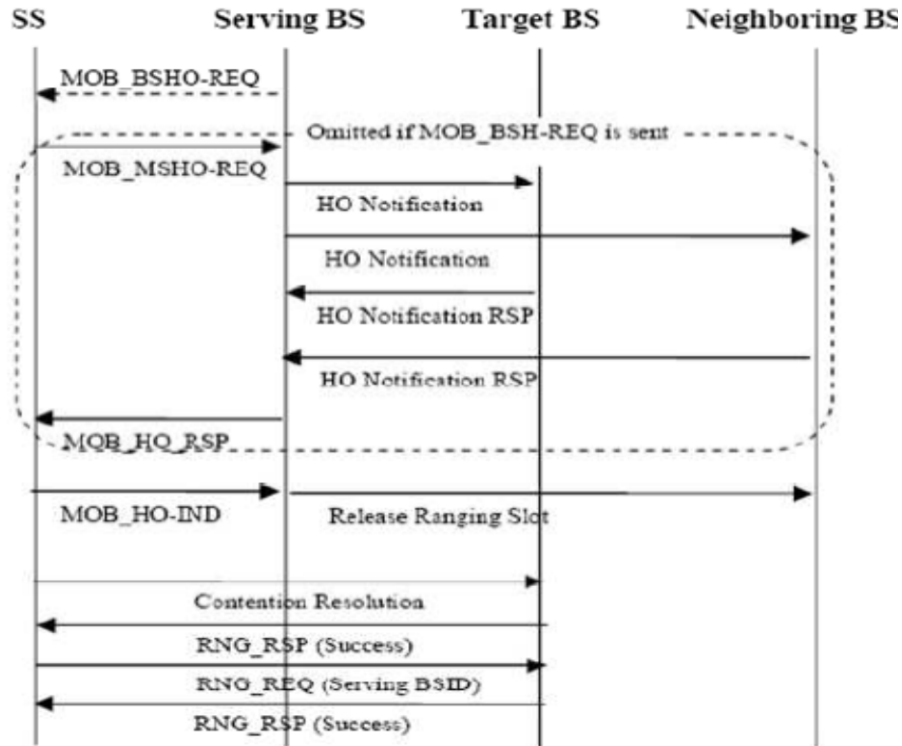 SS Serving BS Target BS Neighboring BS
MOB_BSHO-REQ
Omitted if MOB_BSH-REQ is sent
MOB_MSHO-REQ
HO Notification
HO Notification
HO Notification RSP
HO Notification RSP
MOB_HO_RSP
MOB_HO-IND Release Ranging Slot
Contention Resolution
RNG_RSP (Success)
RNG_REQ (Serving BSID)
RNG_RSP (Success)